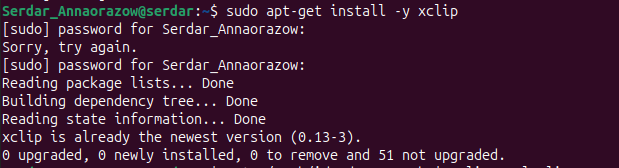 Serdar_Annaorazow@serdar:~$ sudo apt-get install -y xclip
[sudo] password for Serdar_Annaorazow:
Sorry, try again.
[sudo] password for Serdar_Annaorazow:
Reading package lists... Done
Building dependency tree... Done
Reading state information... Done
xclip is already the newest version (0.13-3).
0 upgraded, 0 newly installed, 0 to remove and 51 not upgraded.